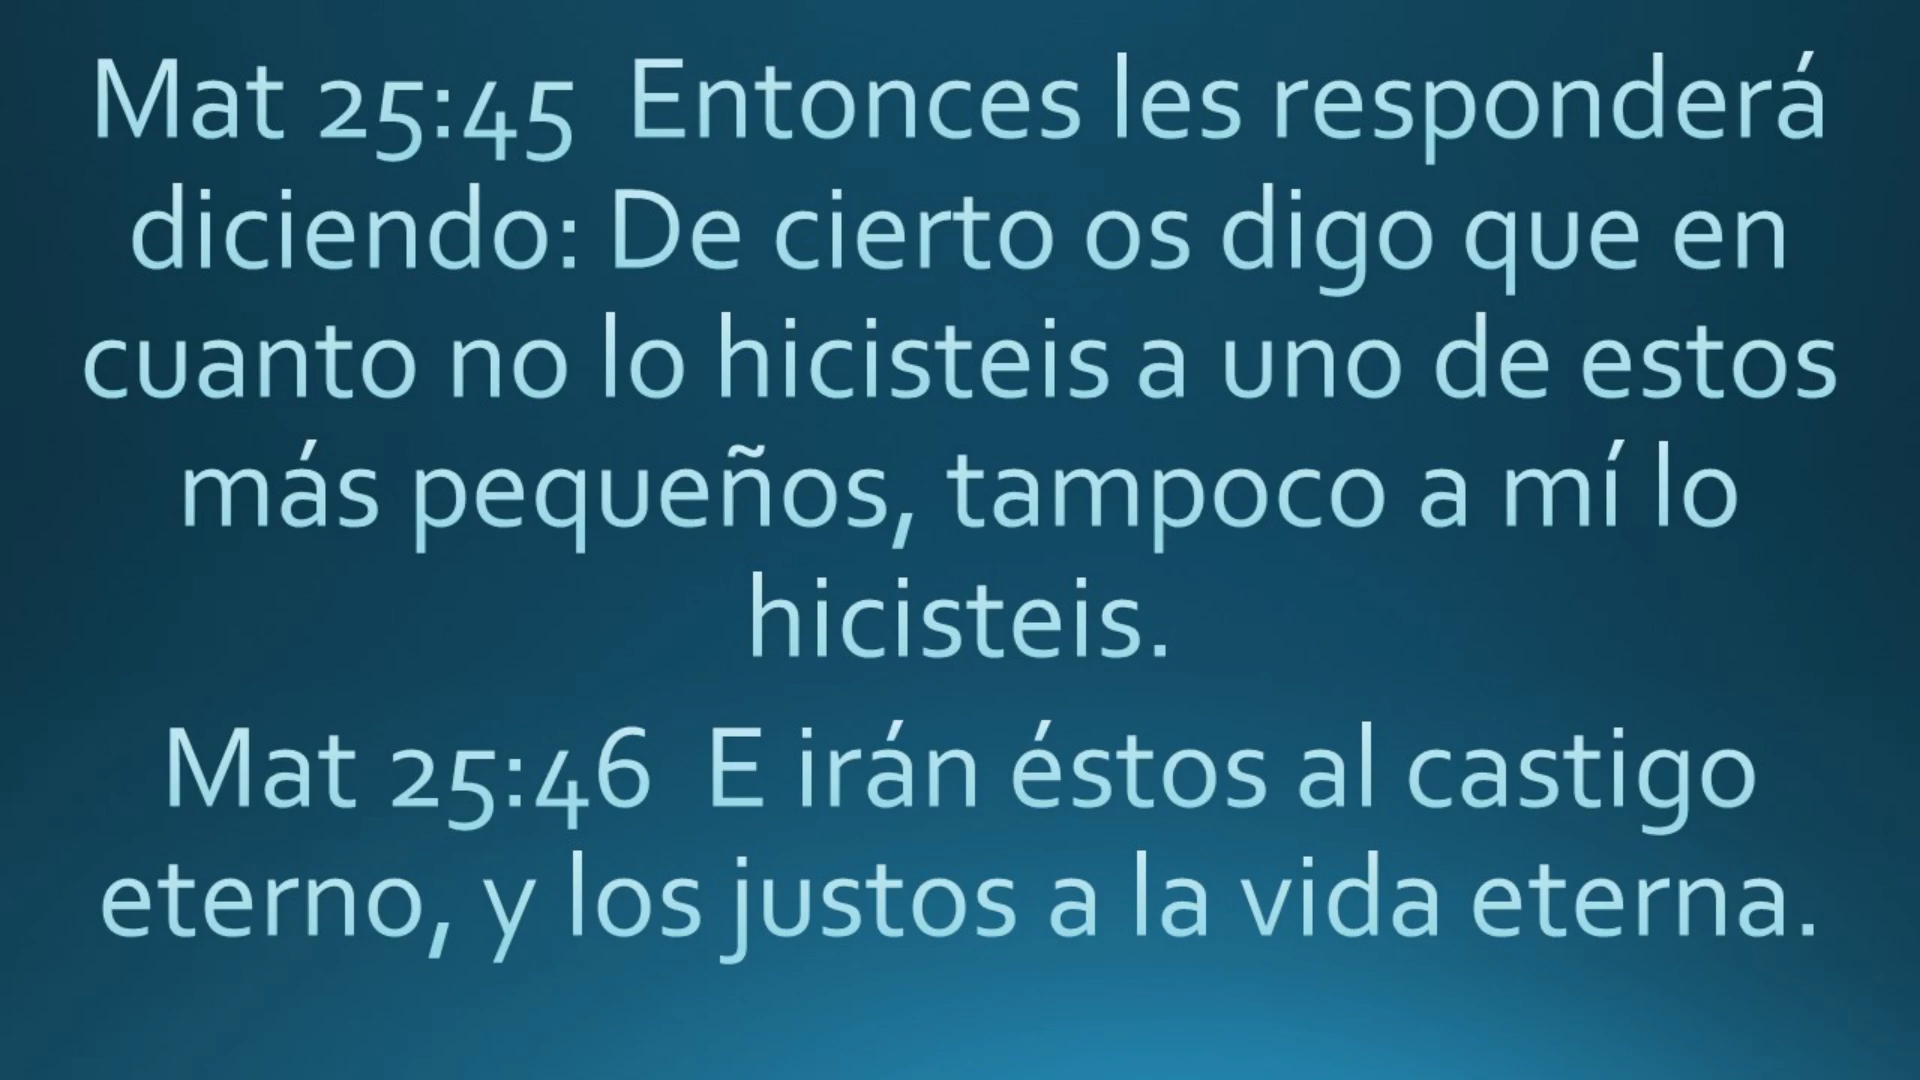 Mat 25:45  Entonces les responderá
diciendo: De cierto os digo que en
cuanto no lo hicisteis a uno de estos
más pequeños, tampoco a mí lo
hicisteis.
Mat 25:46  E irán éstos al castigo
eterno, y los justos a la vida eterna.